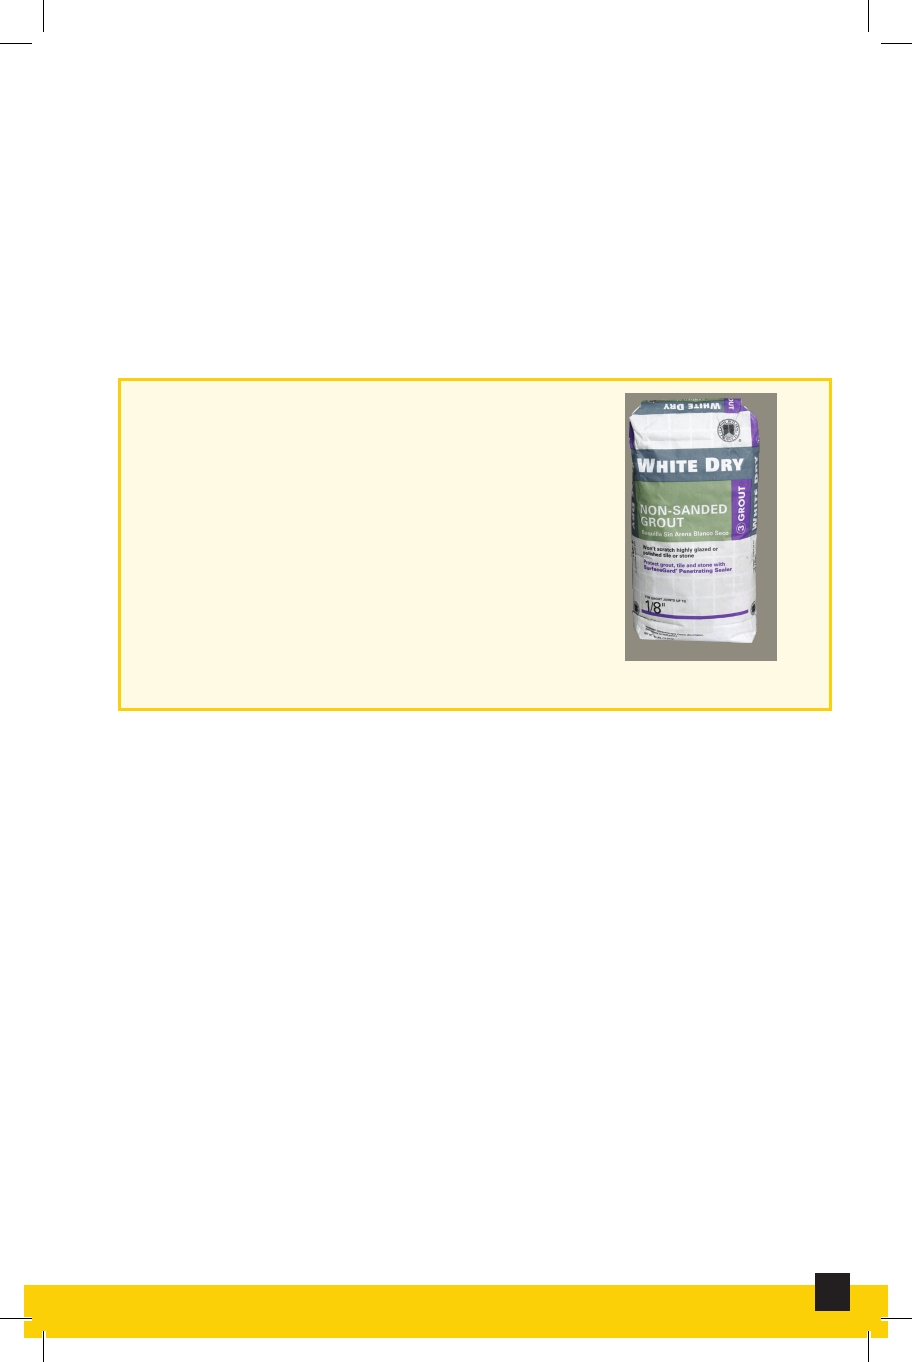 WHITE DRY
WHITE DRY
NON-SANDED
GROUT
Boquilla Sin Arena Blanco Seco
3 GROUT
WHITE DRY
Won't scratch highly glazed or
polished tile or stone
Protect grout, tile and stone with
SurfaceGard® Penetrating Sealer
FOR GROUT JOINTS UP TO
1/8"